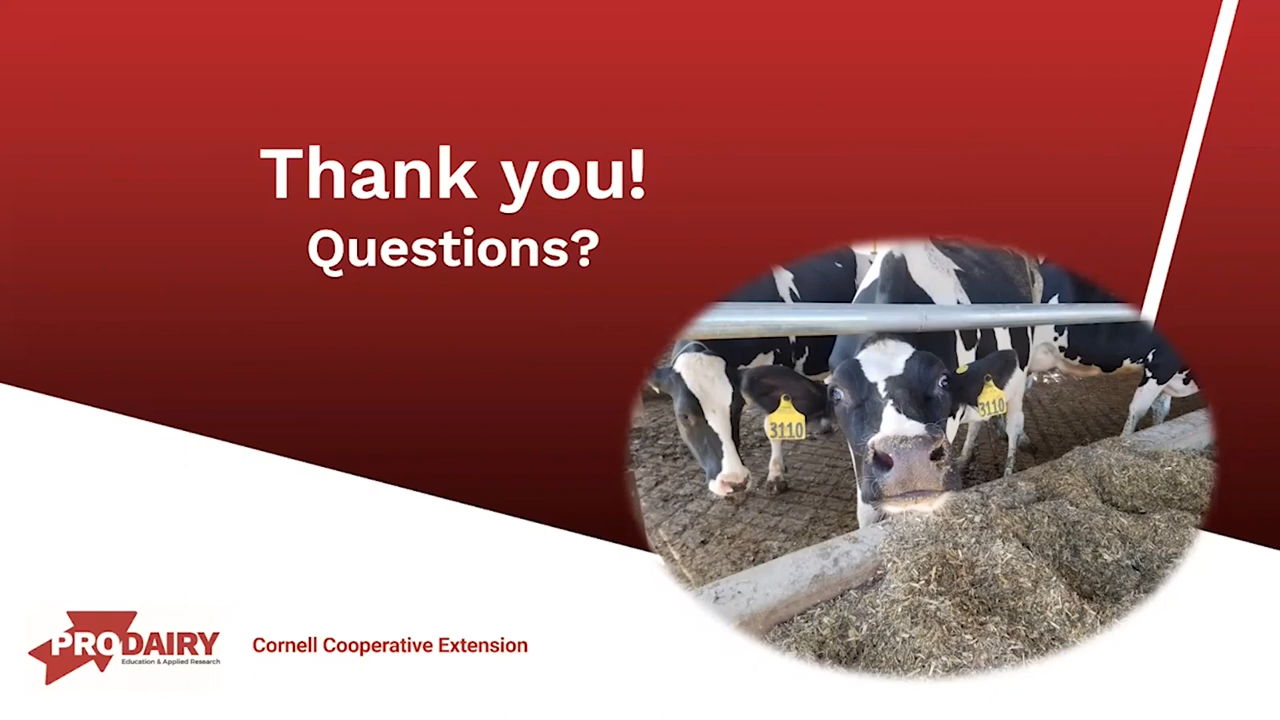 Thank you!
Questions?
3110
3110
PRODAIRY
Education & Applied Research
Cornell Cooperative Extension